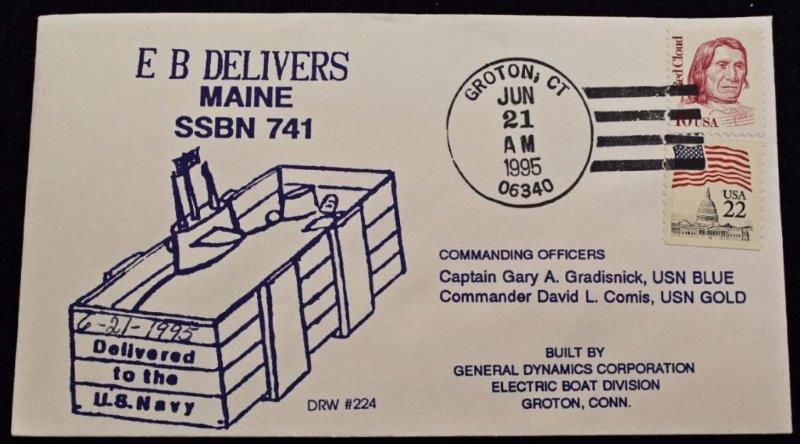 E B DELIVERS
MAINE
SSBN 741
GROTON, CT
JUN
21
AM
1995
06340
Red Cloud
10USA
USA
22
COMMANDING OFFICERS
Captain Gary A. Gradisnick, USN BLUE
Commander David L. Comis, USN GOLD
6-21-1995
Delivered
to the
U.S. Navy
DRW #224
BUILT BY
GENERAL DYNAMICS CORPORATION
ELECTRIC BOAT DIVISION
GROTON, CONN.